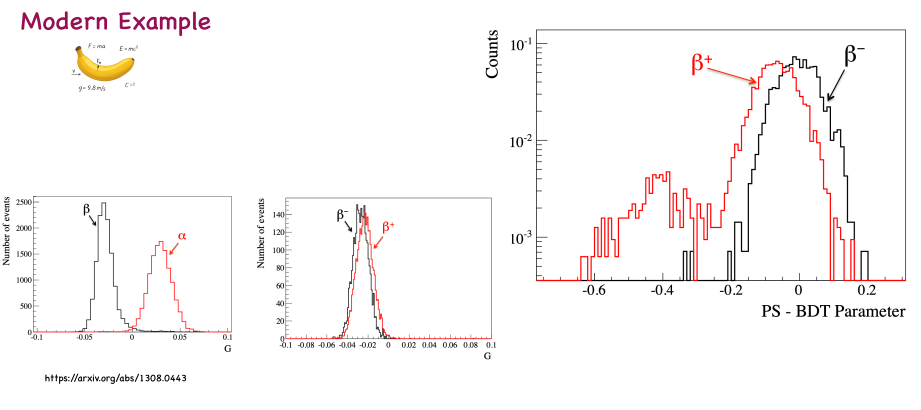 Modern Example
F = ma
E = mc²
v
g = 9.8 m/s
Counts
10⁻¹
10⁻²
10⁻³
β⁺
β⁻
-0.6 -0.4 -0.2 0 0.2
PS - BDT Parameter
Number of events
2500
2000
1500
1000
500
0
β
α
-0.1 -0.05 0 0.05 0.1
G
Number of events
140
120
100
80
60
40
20
0
β⁻
β⁺
-0.1 -0.08 -0.06 -0.04 -0.02 0 0.02 0.04 0.06 0.08 0.1
G
https://arxiv.org/abs/1308.0443